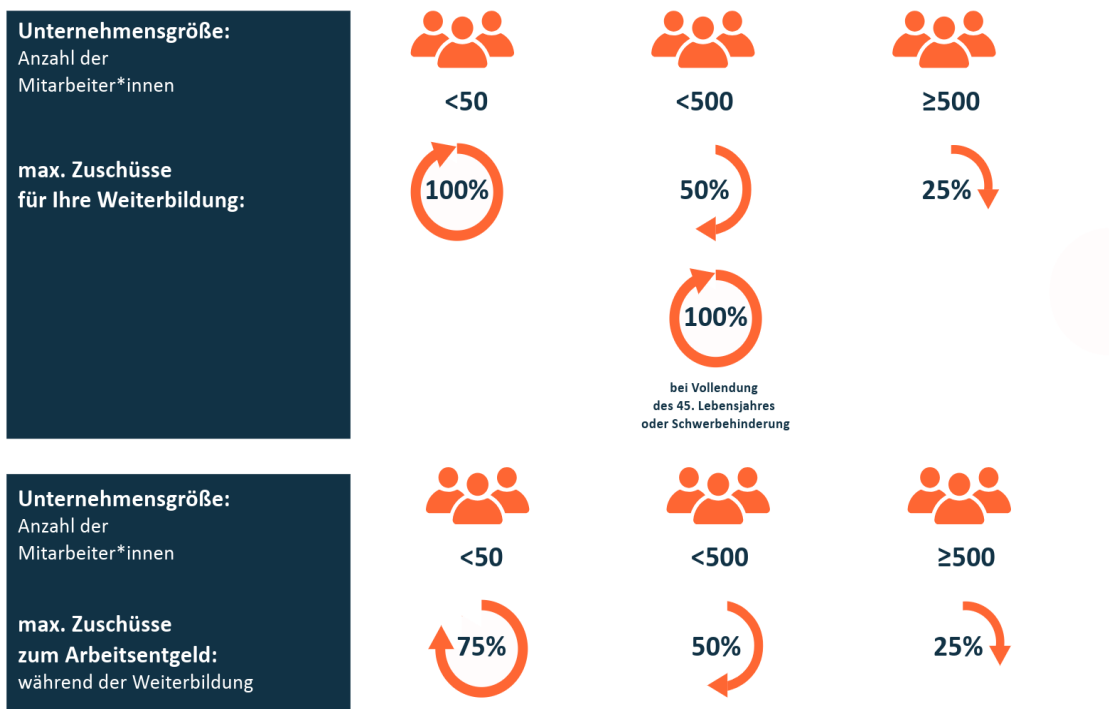 Unternehmensgröße:
Anzahl der
Mitarbeiter*innen
<50
<500
≥500
max. Zuschüsse
für Ihre Weiterbildung:
100%
50%
25%
100%
bei Vollendung
des 45. Lebensjahres
oder Schwerbehinderung
Unternehmensgröße:
Anzahl der
Mitarbeiter*innen
<50
<500
≥500
max. Zuschüsse
zum Arbeitsentgeld:
während der Weiterbildung
75%
50%
25%